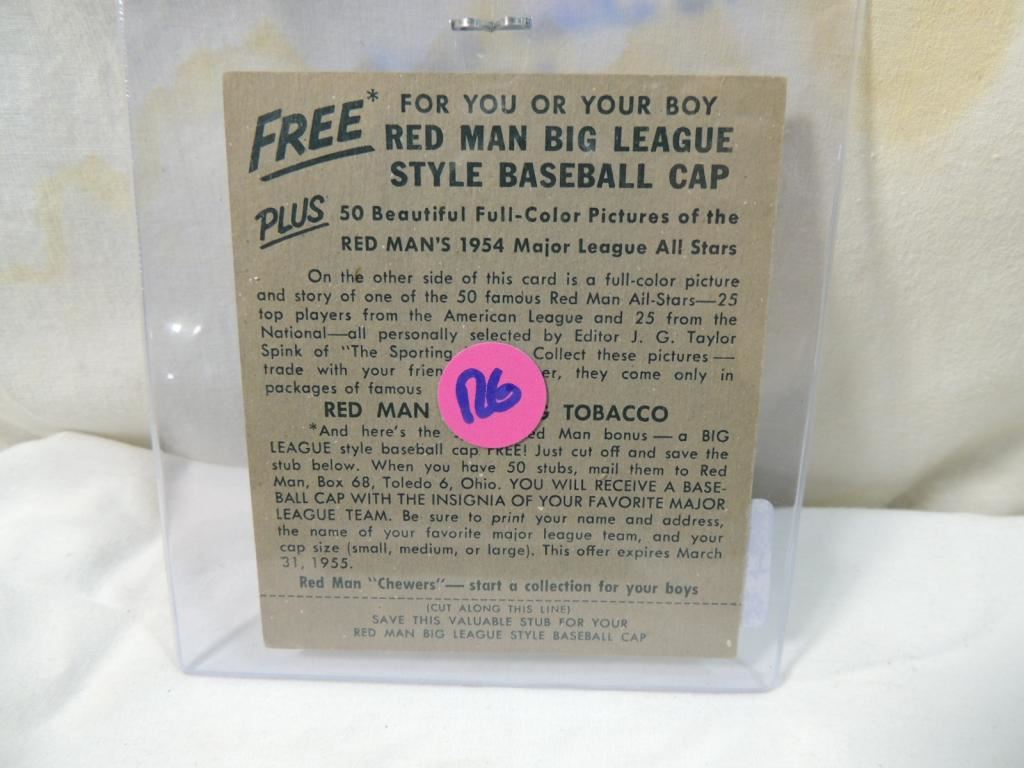 FREE* FOR YOU OR YOUR BOY
RED MAN BIG LEAGUE
STYLE BASEBALL CAP
PLUS 50 Beautiful Full-Color Pictures of the
RED MAN'S 1954 Major League All Stars
On the other side of this card is a full-color picture
and story of one of the 50 famous Red Man All-Stars—25
top players from the American League and 25 from the
National—all personally selected by Editor J. G. Taylor
Spink of "The Sporting Collect these pictures—
trade with your they come only in
packages of famous
RED MAN TOBACCO
*And here's the Man bonus—a BIG
LEAGUE style baseball cap FREE! Just cut off and save the
stub below. When you have 50 stubs, mail them to Red
Man, Box 68, Toledo 6, Ohio. YOU WILL RECEIVE A BASE-
BALL CAP WITH THE INSIGNIA OF YOUR FAVORITE MAJOR
LEAGUE TEAM. Be sure to print your name and address,
the name of your favorite major league team, and your
cap size (small, medium, or large). This offer expires March
31, 1955.
Red Man "Chewers"—start a collection for your boys
(CUT ALONG THIS LINE)
SAVE THIS VALUABLE STUB FOR YOUR
RED MAN BIG LEAGUE STYLE BASEBALL CAP